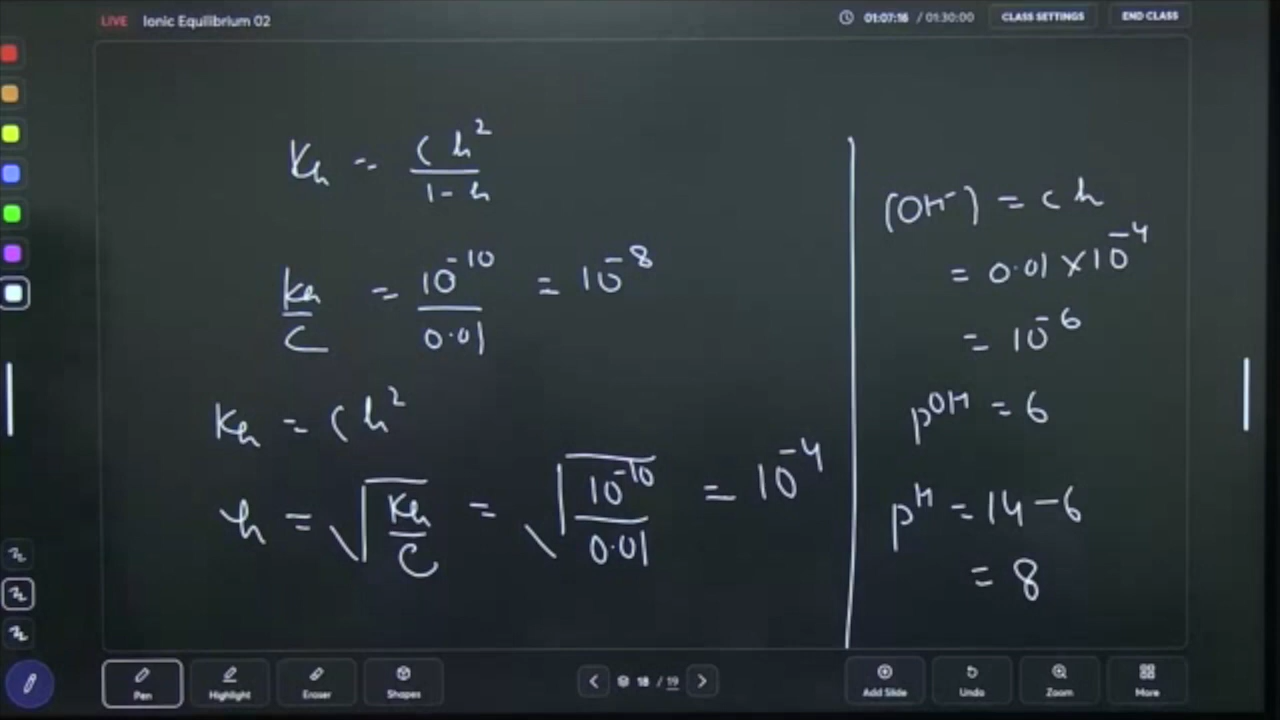 LIVE Ionic Equilibrium 02
01:07:16 / 01:30:00 CLASS SETTINGS END CLASS
Kh = Ch²/(1-h)
Kh/C = 10⁻¹⁰/0.01 = 10⁻⁸
Kh = Ch²
h = √(Kh/C) = √(10⁻¹⁰/0.01) = 10⁻⁴
(OH⁻) = ch
= 0.01 × 10⁻⁴
= 10⁻⁶
pOH = 6
pH = 14 - 6
= 8
Pen Highlight Eraser Shapes
18 / 19
Add Slide Undo Zoom More